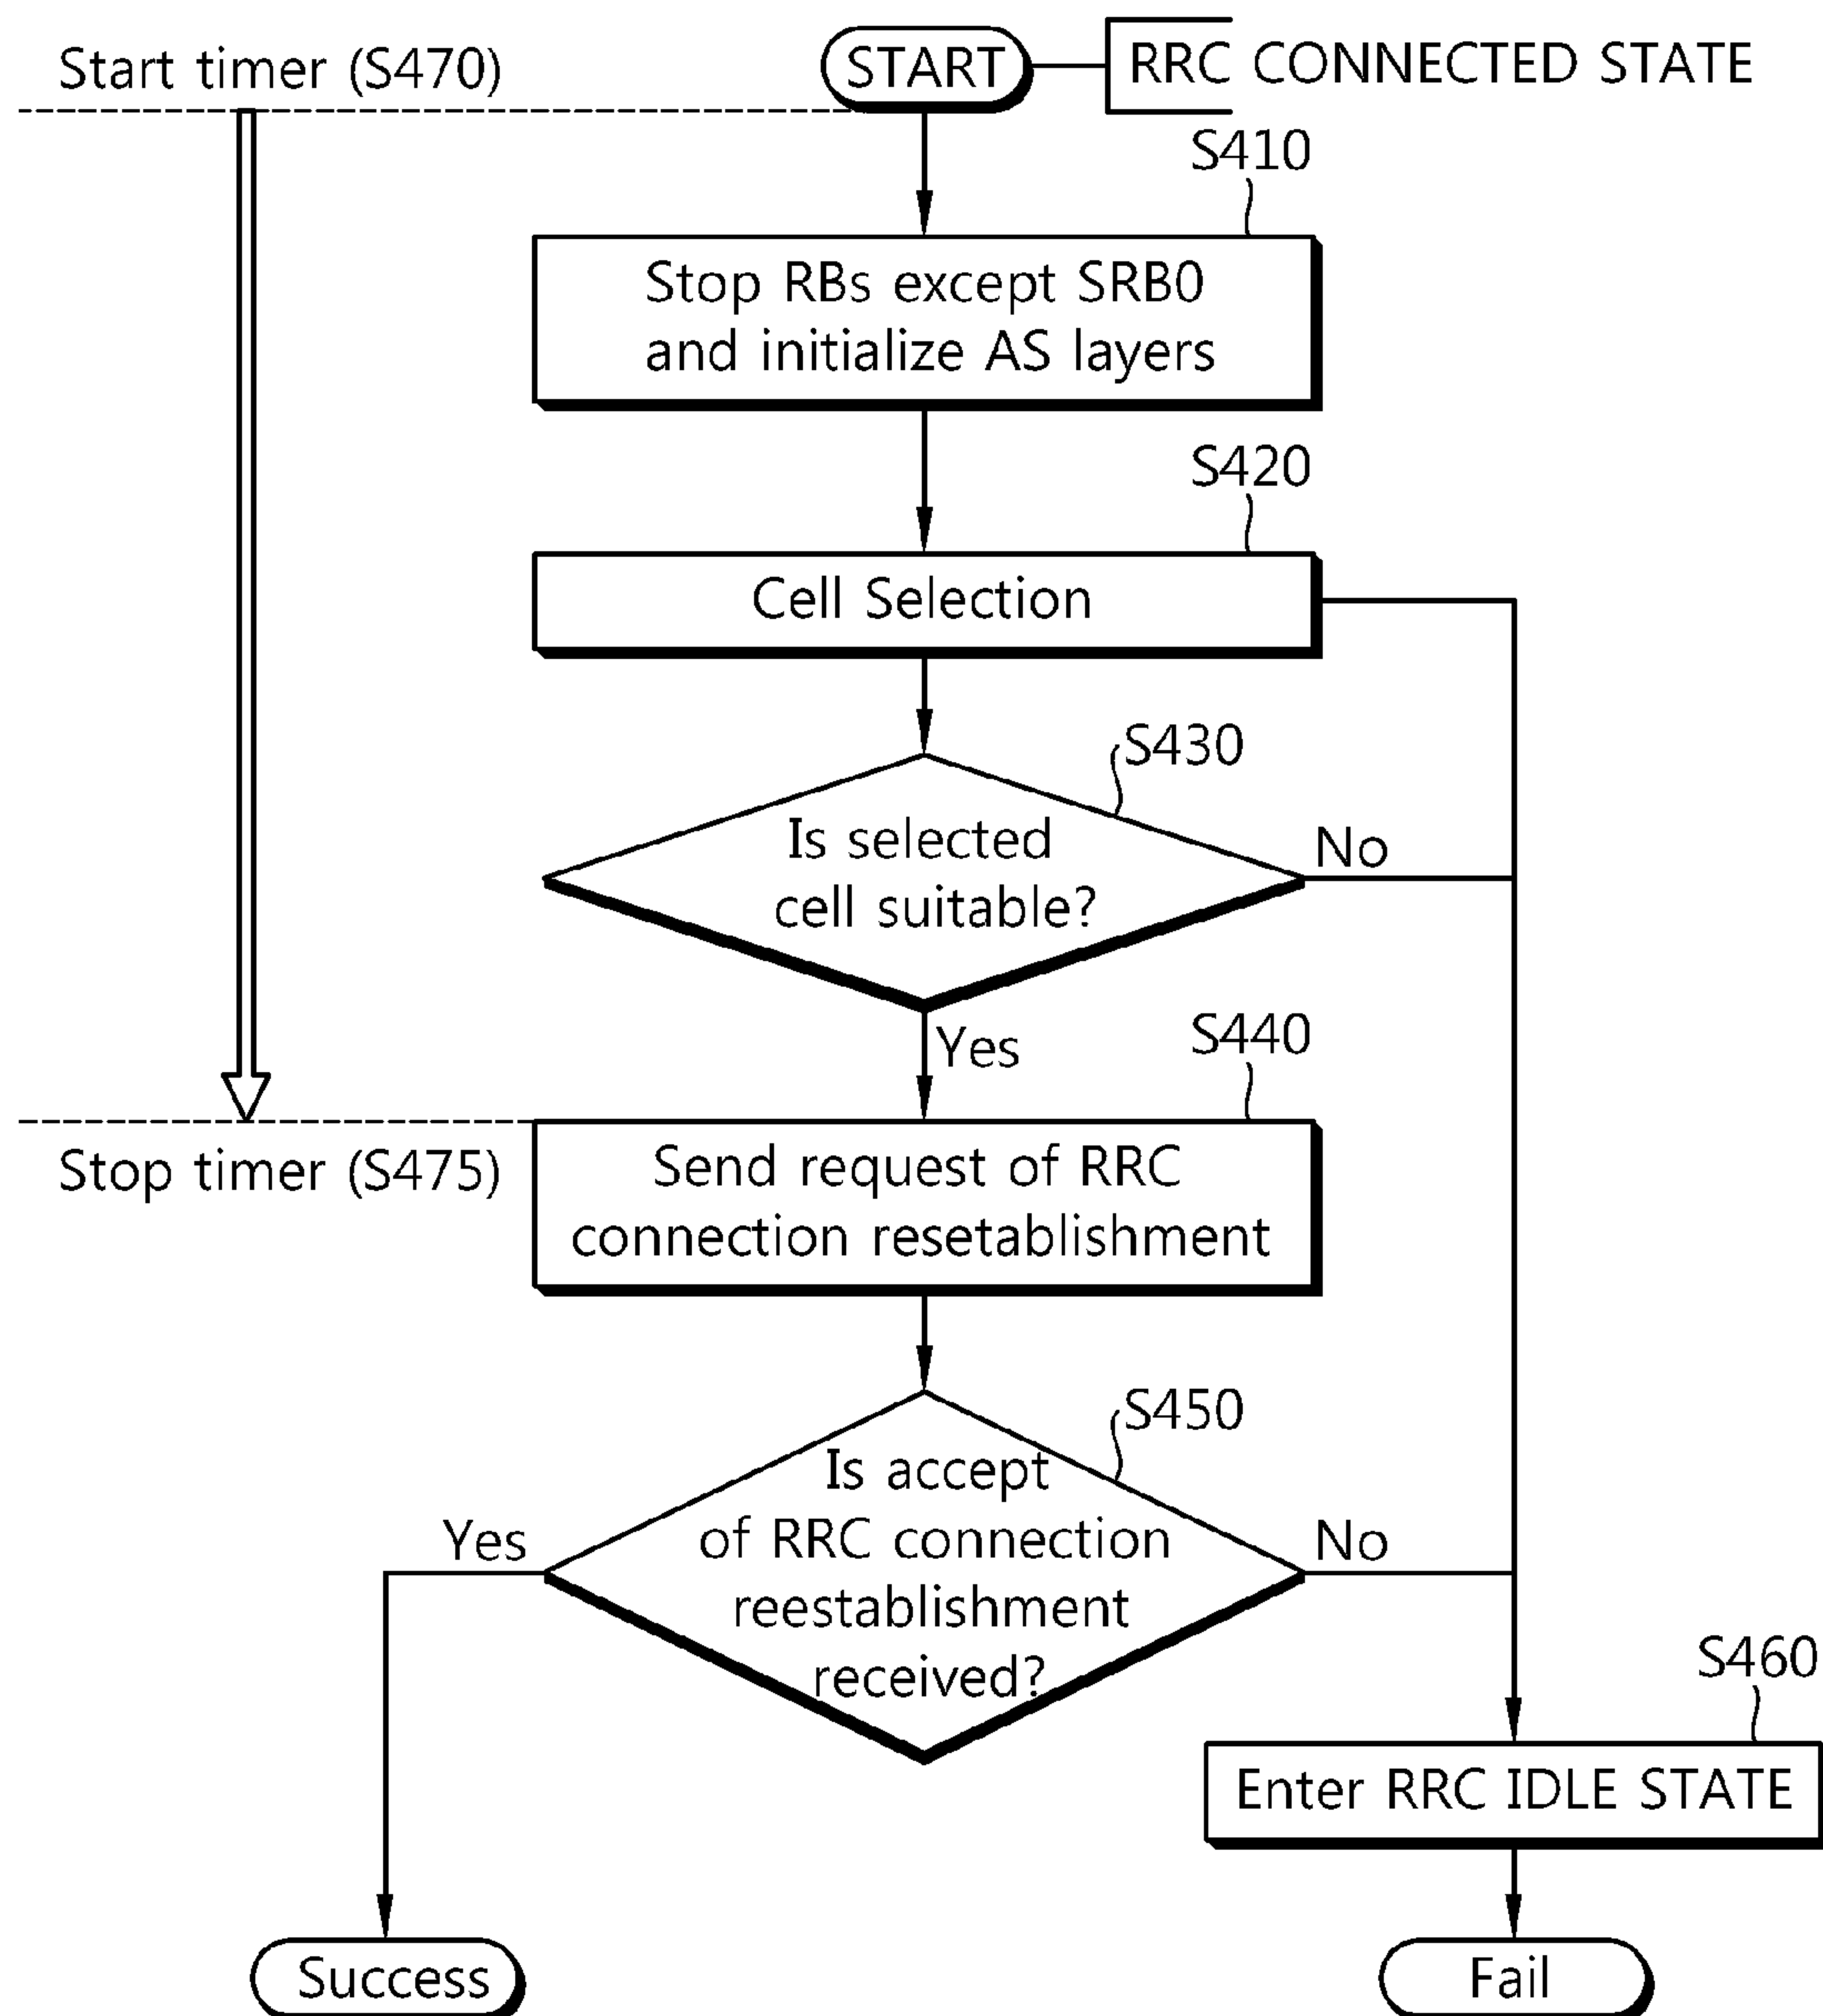 Start timer (S470)
START
RRC CONNECTED STATE
S410
Stop RBs except SRB0
and initialize AS layers
S420
Cell Selection
S430
Is selected
cell suitable?
No
Yes
S440
Stop timer (S475)
Send request of RRC
connection resetablishment
S450
Is accept
of RRC connection
reestablishment
received?
Yes
No
S460
Enter RRC IDLE STATE
Success
Fail